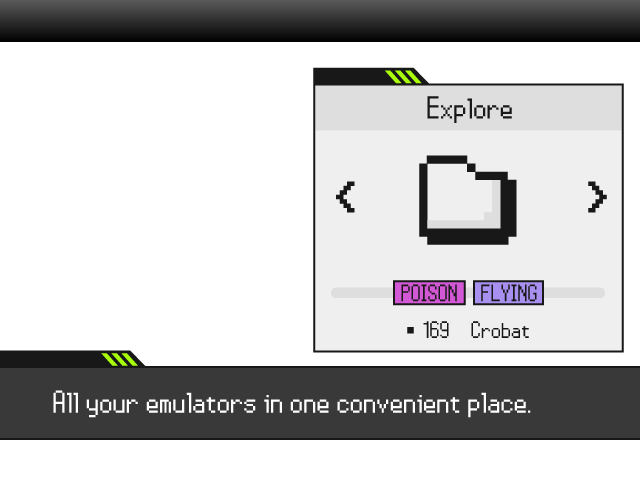 Explore
POISON FLYING
169 Crobat
All your emulators in one convenient place.